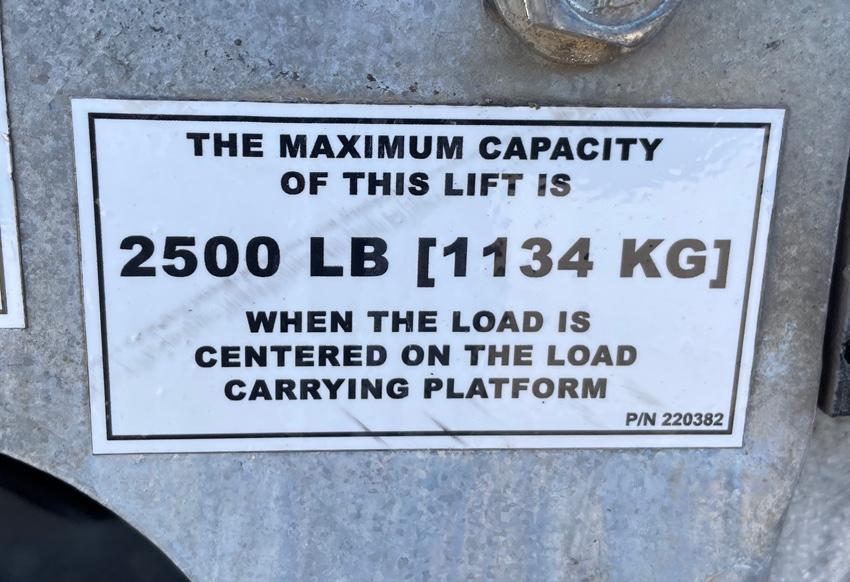 THE MAXIMUM CAPACITY
OF THIS LIFT IS
2500 LB [1134 KG]
WHEN THE LOAD IS
CENTERED ON THE LOAD
CARRYING PLATFORM
P/N 220382